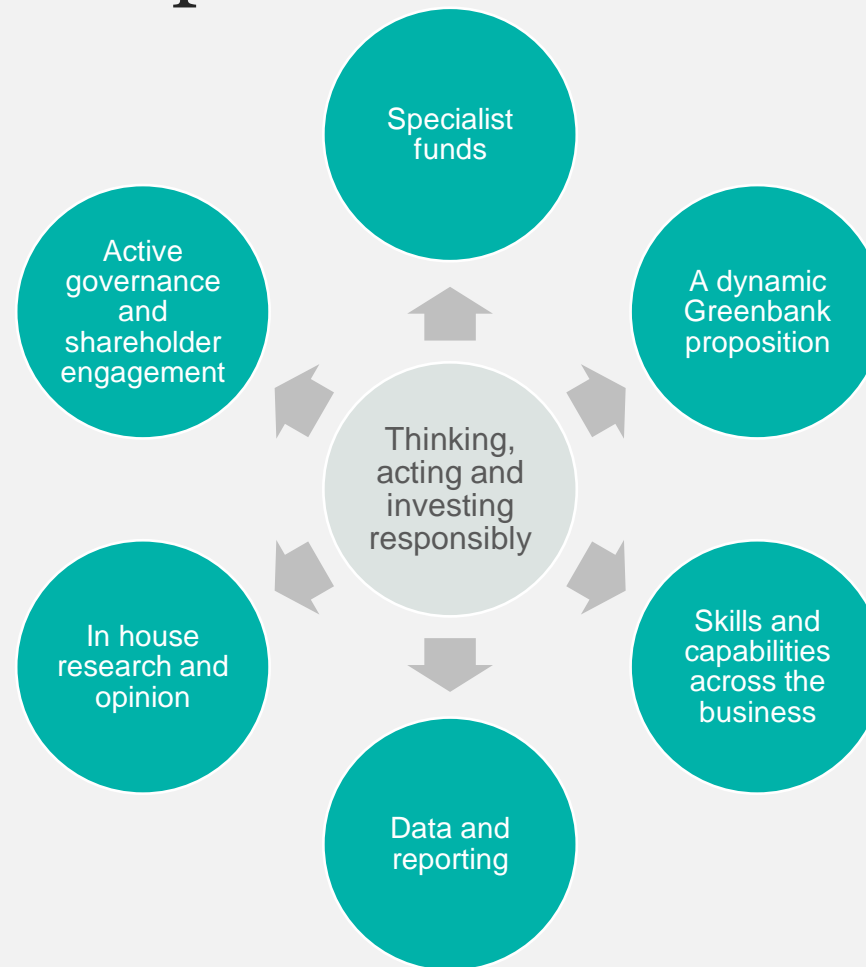 Specialist
funds
A dynamic
Greenbank
proposition
Skills and
capabilities
across the
business
Data and
reporting
In house
research and
opinion
Active
governance
and
shareholder
engagement
Thinking,
acting and
investing
responsibly